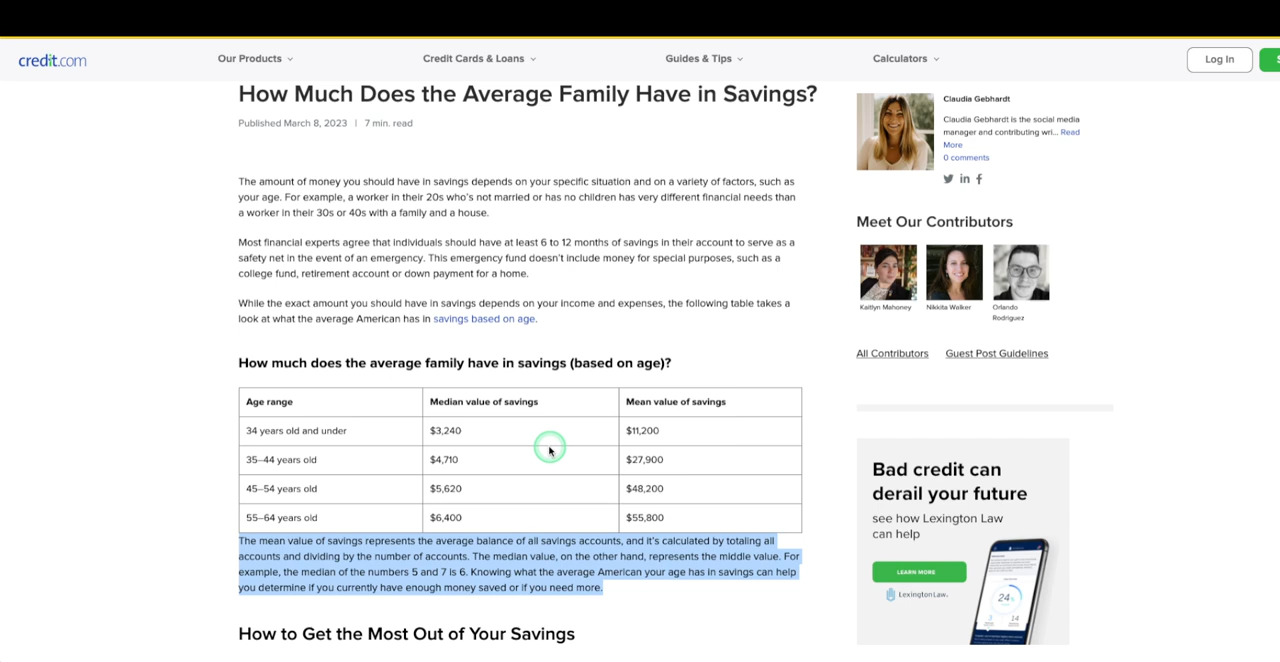 credit.com
Our Products
Credit Cards & Loans
Guides & Tips
Calculators
Log In
How Much Does the Average Family Have in Savings?
Published March 8, 2023 | 7 min. read
The amount of money you should have in savings depends on your specific situation and on a variety of factors, such as
your age. For example, a worker in their 20s who's not married or has no children has very different financial needs than
a worker in their 30s or 40s with a family and a house.
Most financial experts agree that individuals should have at least 6 to 12 months of savings in their account to serve as a
safety net in the event of an emergency. This emergency fund doesn't include money for special purposes, such as a
college fund, retirement account or down payment for a home.
While the exact amount you should have in savings depends on your income and expenses, the following table takes a
look at what the average American has in savings based on age.
How much does the average family have in savings (based on age)?
Age range Median value of savings Mean value of savings
34 years old and under $3,240 $11,200
35–44 years old $4,710 $27,900
45–54 years old $5,620 $48,200
55–64 years old $6,400 $55,800
The mean value of savings represents the average balance of all savings accounts, and it's calculated by totaling all
accounts and dividing by the number of accounts. The median value, on the other hand, represents the middle value. For
example, the median of the numbers 5 and 7 is 6. Knowing what the average American your age has in savings can help
you determine if you currently have enough money saved or if you need more.
How to Get the Most Out of Your Savings
Claudia Gebhardt
Claudia Gebhardt is the social media
manager and contributing wri... Read
More
0 comments
Meet Our Contributors
Kaitlyn Mahoney
Nikkita Walker
Orlando
Rodriguez
All Contributors
Guest Post Guidelines
Bad credit can
derail your future
see how Lexington Law
can help
LEARN MORE
LexingtonLaw.
24
3
14